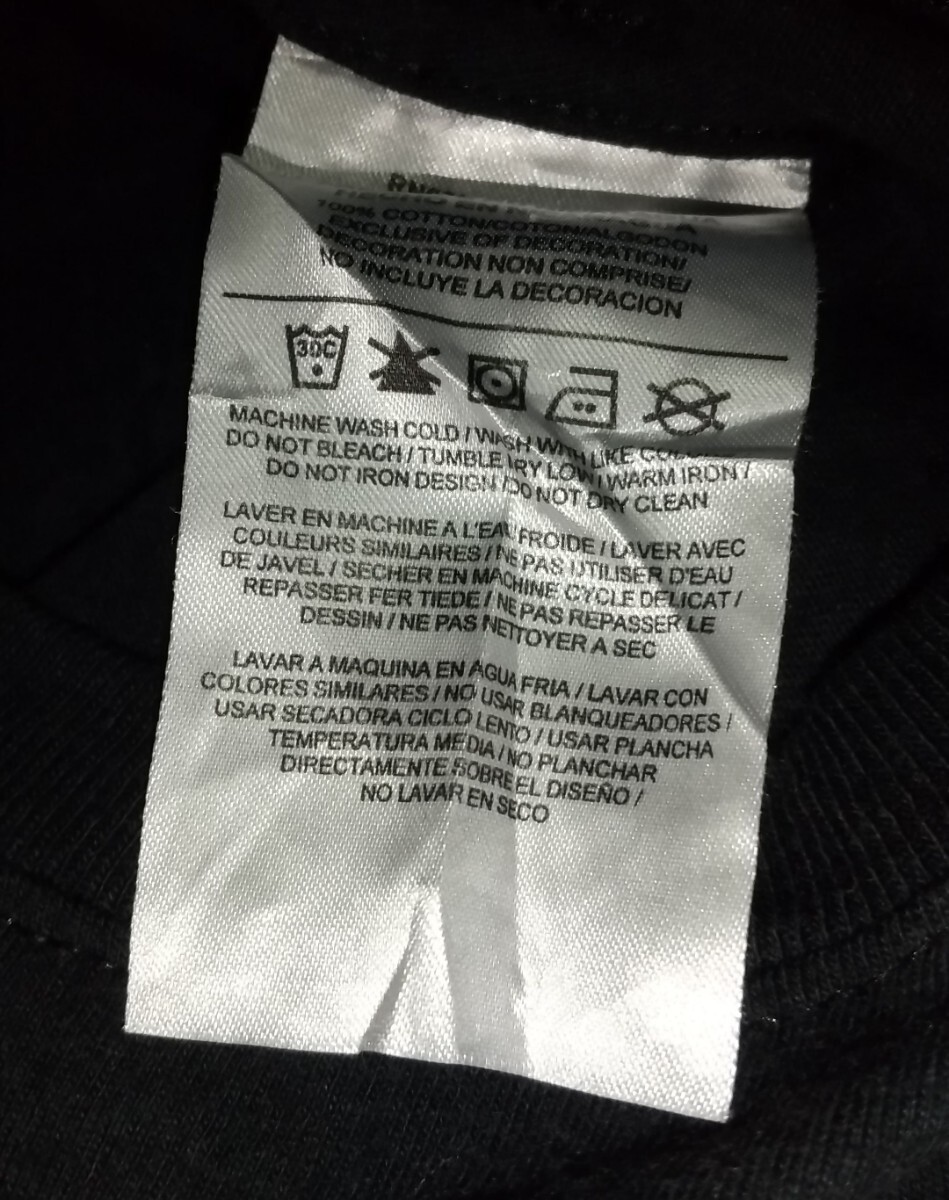 HECHO EN
100% COTTON/COTON/ALGODON
EXCLUSIVE OF DECORATION/
DECORATION NON COMPRISE/
NO INCLUYE LA DECORACION
30C
MACHINE WASH COLD / WASH WITH LIKE
DO NOT BLEACH / TUMBLE DRY LOW / WARM IRON /
DO NOT IRON DESIGN / DO NOT DRY CLEAN
LAVER EN MACHINE A L'EAU FROIDE / LAVER AVEC
COULEURS SIMILAIRES / NE PAS UTILISER D'EAU
DE JAVEL / SECHER EN MACHINE CYCLE DELICAT /
REPASSER FER TIEDE / NE PAS REPASSER LE
DESSIN / NE PAS NETTOYER A SEC
LAVAR A MAQUINA EN AGUA FRIA / LAVAR CON
COLORES SIMILARES / NO USAR BLANQUEADORES /
USAR SECADORA CICLO LENTO / USAR PLANCHA
TEMPERATURA MEDIA / NO PLANCHAR
DIRECTAMENTE SOBRE EL DISEÑO /
NO LAVAR EN SECO